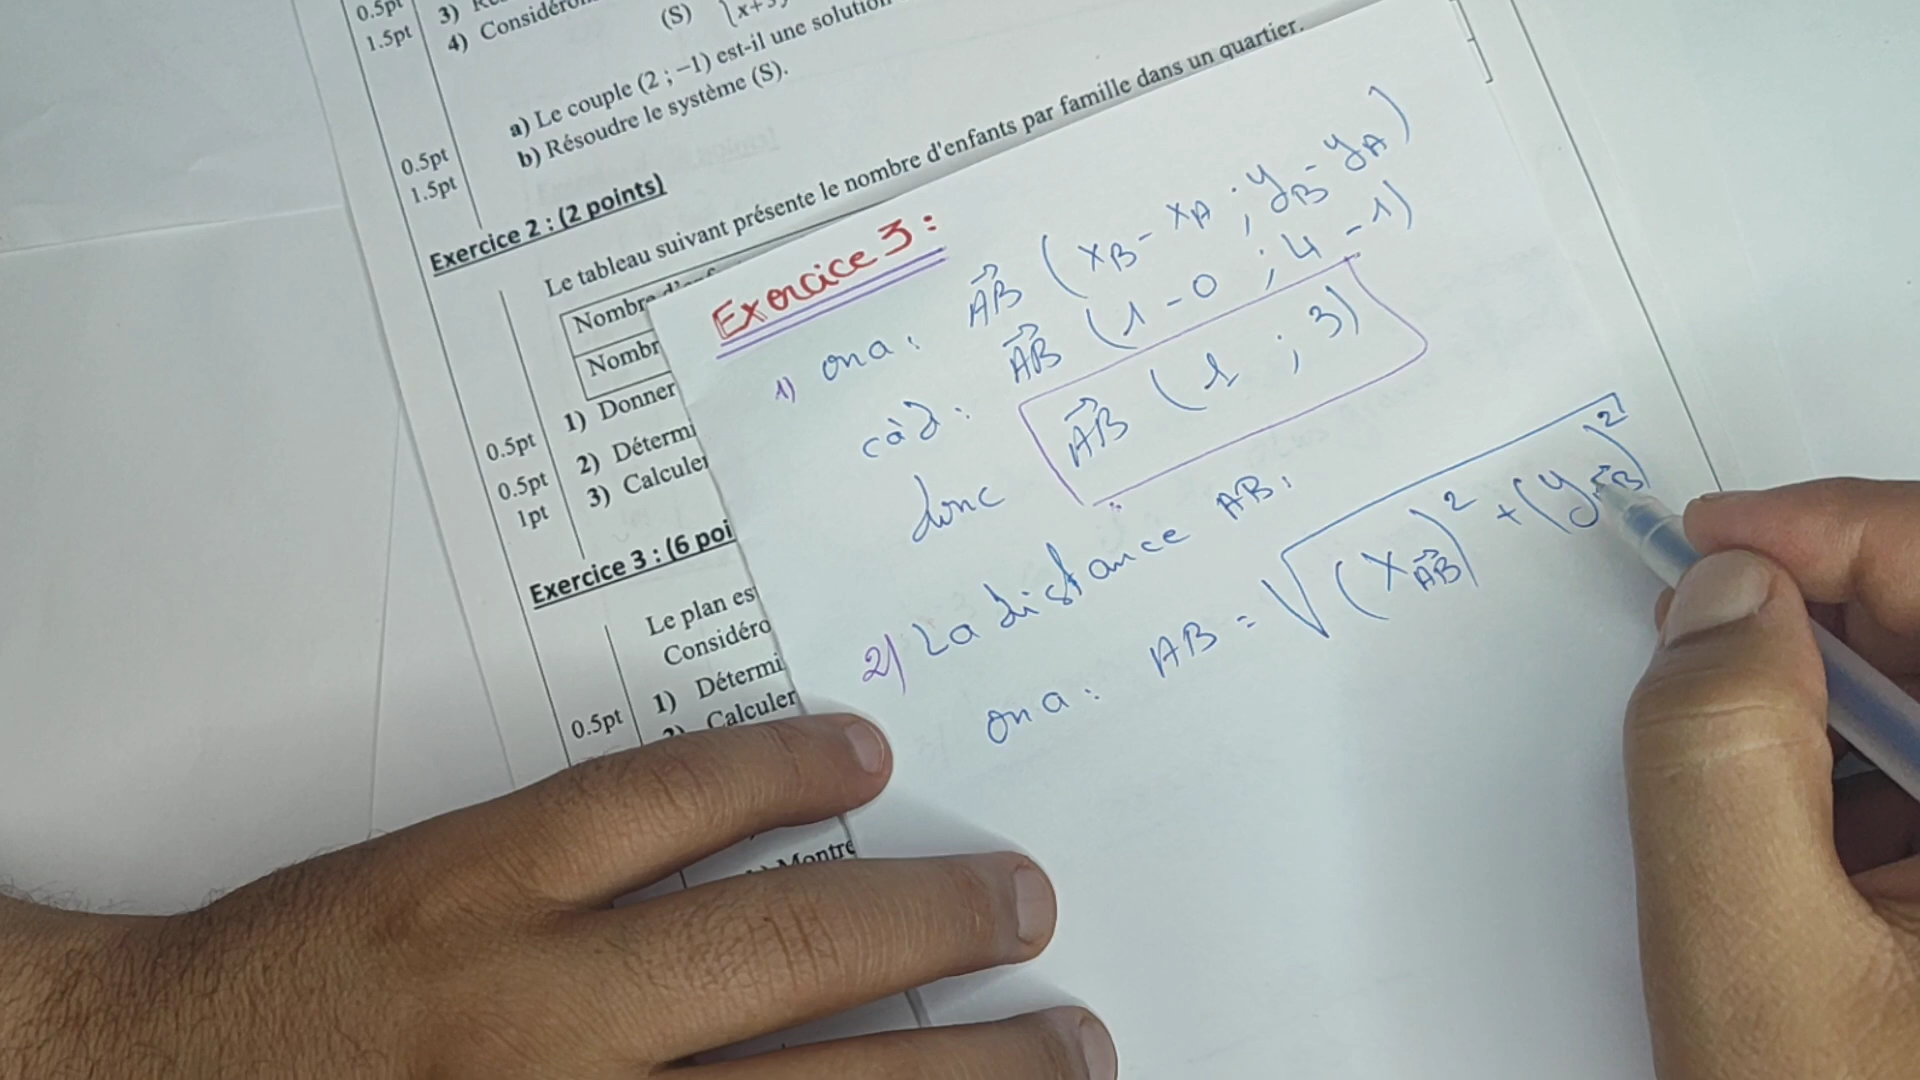 0.5pt 3)
1.5pt 4)
(S) {x+3y
a) Le couple (2 ; −1) est-il une solution
0.5pt b) Résoudre le système (S).
1.5pt
Exercice 2 : (2 points)
Le tableau suivant présente le nombre d'enfants par famille dans un quartier.
Nombre
Nombr
0.5pt 1) Donner
0.5pt 2) Détermi
1pt 3) Calculer
Exercice 3 : (6 poi
Le plan es
Considéro
0.5pt 1) Détermi
2) Calculer
Montre
Exercice 3 :
1) on a : AB⃗ (xB - xA ; yB - yA)
càd : AB⃗ (1 - 0 ; 4 - 1)
donc AB⃗ (1 ; 3)
2) La distance AB :
on a : AB = √(xAB⃗)² + (yAB⃗)²